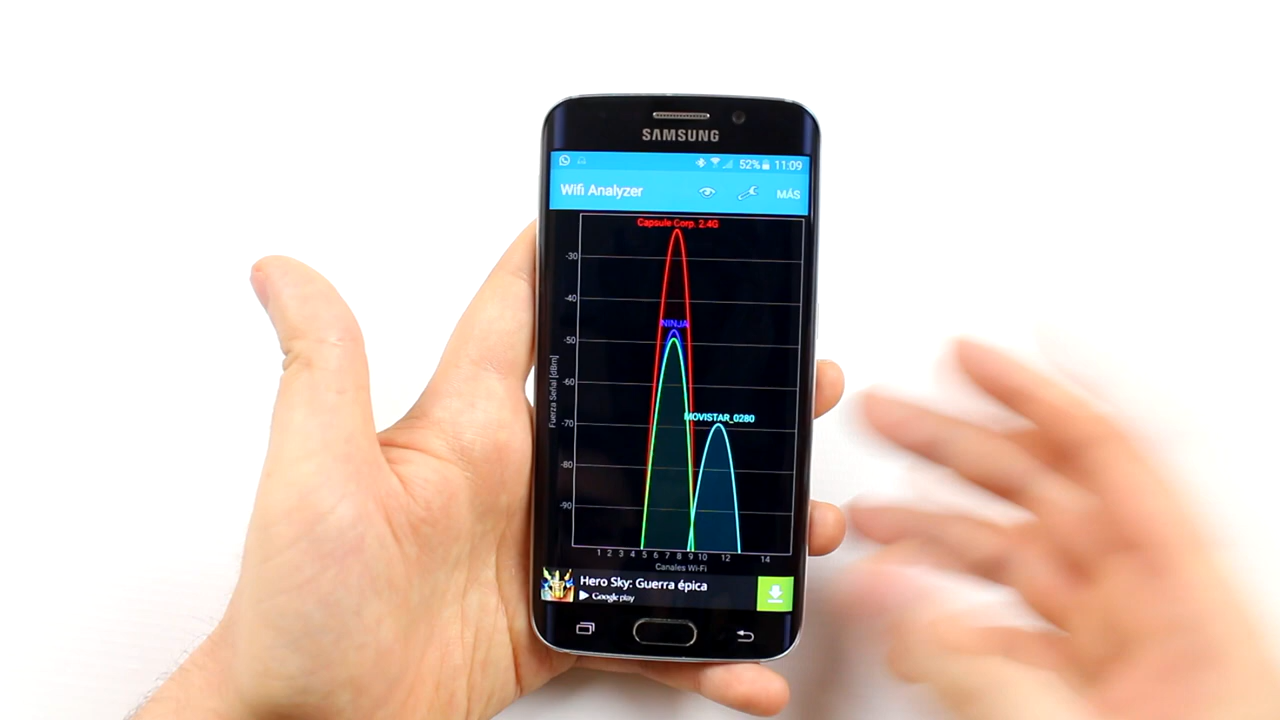 SAMSUNG
52% 11:09
Wifi Analyzer MÁS
Capsule Corp. 2.4G
-30
-40
NINJA
-50
-60
MOVISTAR_0280
-70
-80
-90
Fuerza Señal [dBm]
1 2 3 4 5 6 7 8 9 10 12 14
Canales Wi-Fi
Hero Sky: Guerra épica
Google play